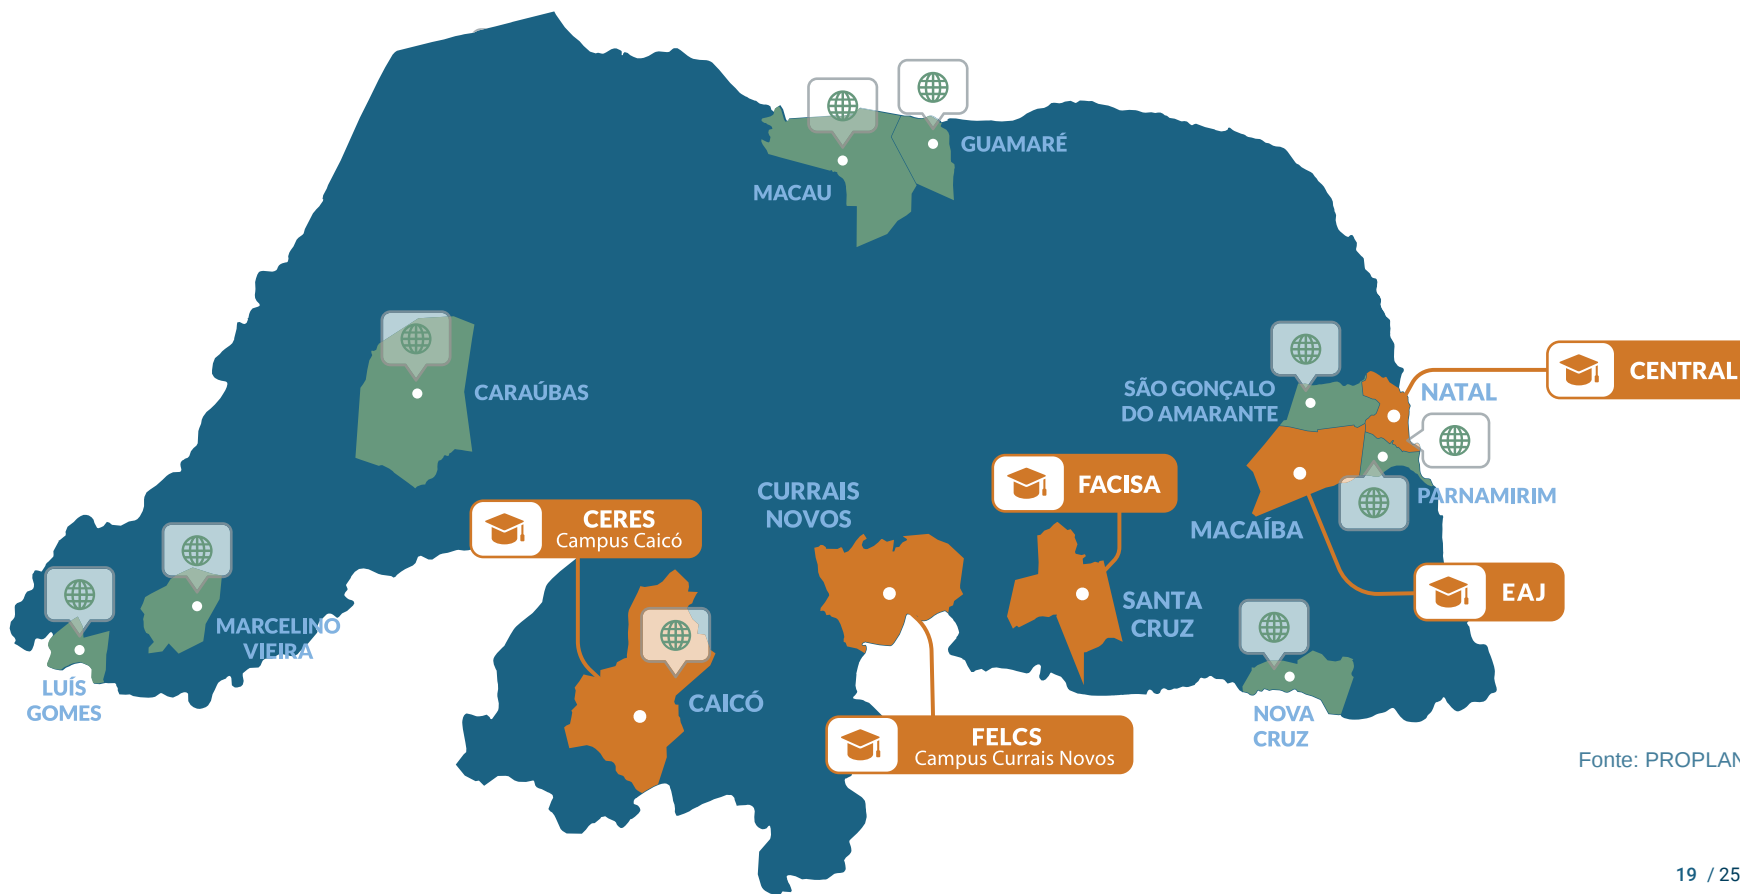 GUAMARÉ
MACAU
CARAÚBAS
SÃO GONÇALO
DO AMARANTE
NATAL
CENTRAL
PARNAMIRIM
MACAÍBA
FACISA
CURRAIS
NOVOS
CERES
Campus Caicó
EAJ
SANTA
CRUZ
MARCELINO
VIEIRA
LUÍS
GOMES
CAICÓ
FELCS
Campus Currais Novos
NOVA
CRUZ
Fonte: PROPLAN
19 / 25